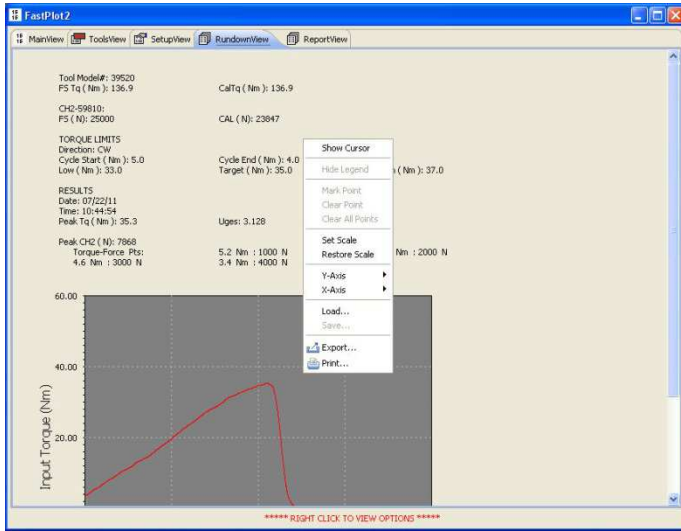 FastPlot2
MainView ToolsView SetupView RundownView ReportView
Tool Model#: 39520
FS Tq ( Nm ): 136.9 CalTq ( Nm ): 136.9
CH2-59810:
FS ( N): 25000 CAL ( N): 23847
TORQUE LIMITS
Direction: CW
Cycle Start ( Nm ): 5.0 Cycle End ( Nm ): 4.0
Low ( Nm ): 33.0 Target ( Nm ): 35.0 ( Nm ): 37.0
RESULTS
Date: 07/22/11
Time: 10:44:54
Peak Tq ( Nm ): 35.3 Uges: 3.128
Peak CH2 ( N): 7868
Torque-Force Pts: 5.2 Nm : 1000 N Nm : 2000 N
4.6 Nm : 3000 N 3.4 Nm : 4000 N
Show Cursor
Hide Legend
Mark Point
Clear Point
Clear All Points
Set Scale
Restore Scale
Y-Axis
X-Axis
Load...
Save...
Export...
Print...
60.00
40.00
20.00
Input Torque (Nm)
***** RIGHT CLICK TO VIEW OPTIONS *****